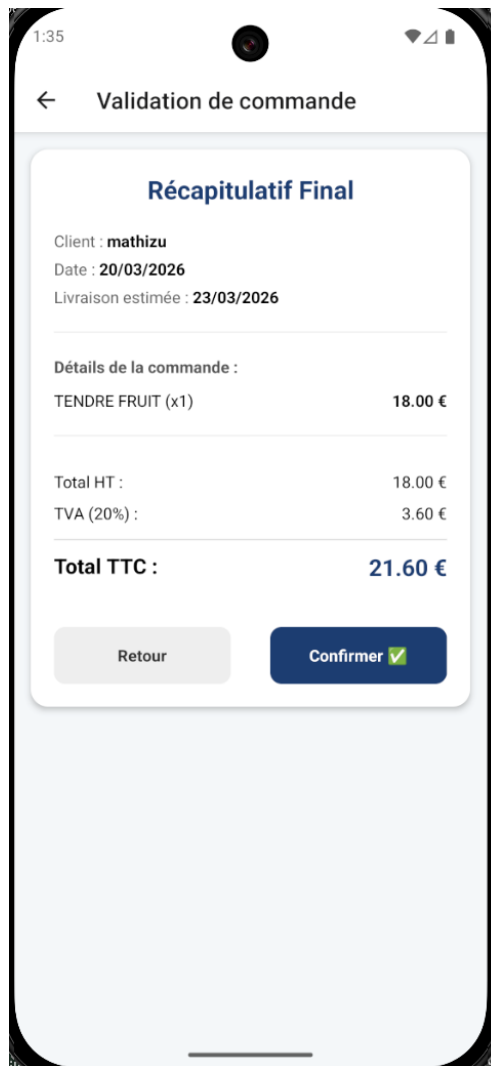 1:35
Validation de commande
Récapitulatif Final
Client : mathizu
Date : 20/03/2026
Livraison estimée : 23/03/2026
Détails de la commande :
TENDRE FRUIT (x1) 18.00 €
Total HT : 18.00 €
TVA (20%) : 3.60 €
Total TTC : 21.60 €
Retour Confirmer ✅